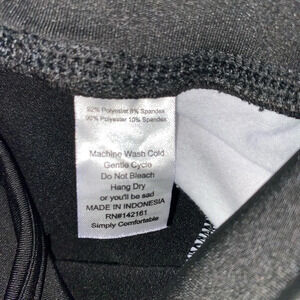 92% Polyester 8% Spandex
90% Polyester 10% Spandex
Machine Wash Cold
Gentle Cycle
Do Not Bleach
Hang Dry
or you'll be sad
MADE IN INDONESIA
RN#142161
Simply Comfortable